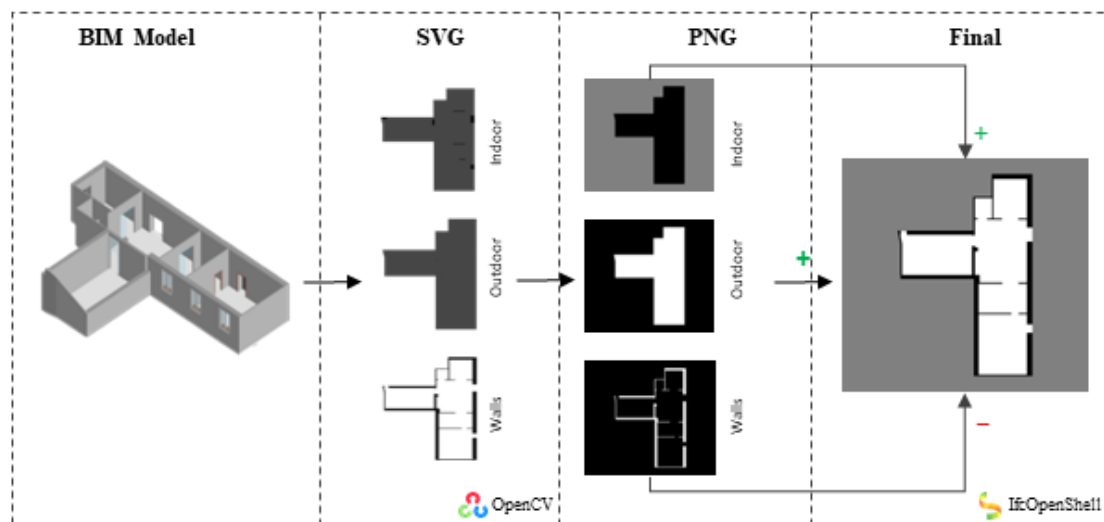 BIM Model
SVG
PNG
Final
Indoor
Outdoor
Walls
Indoor
Outdoor
Walls
+
+
−
OpenCV
IfcOpenShell